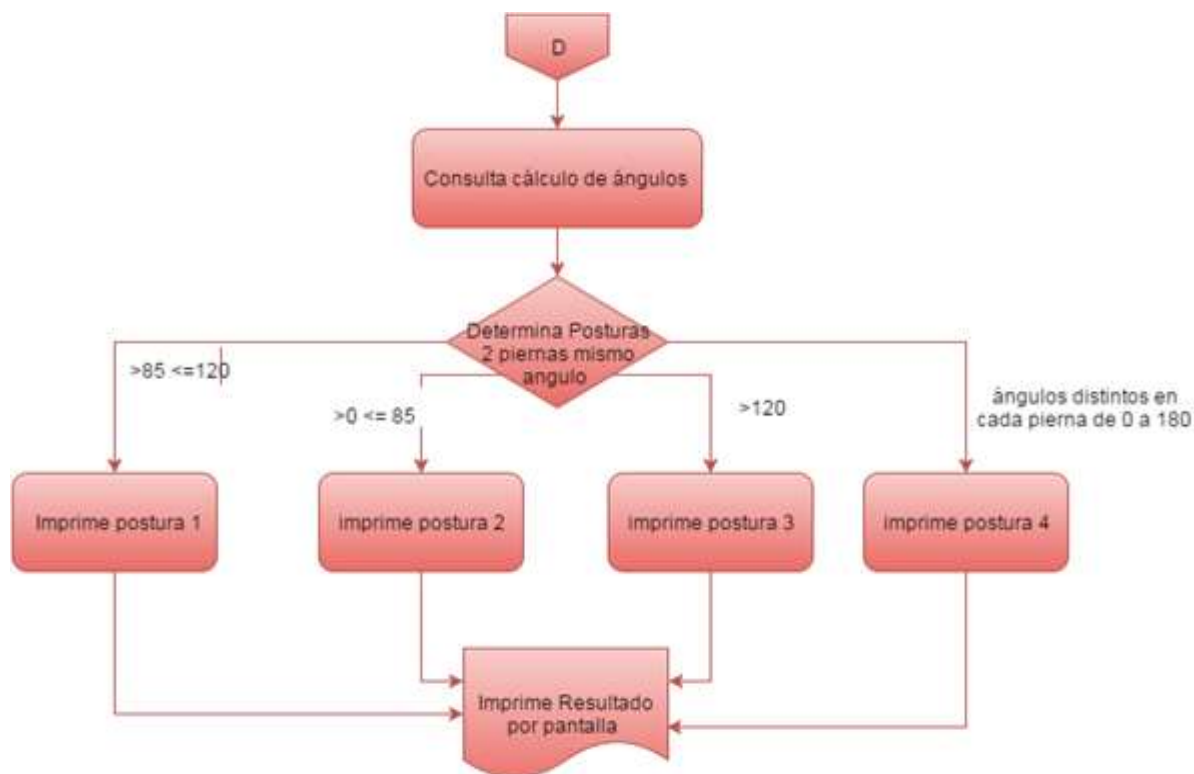 D
Consulta cálculo de ángulos
Determina Posturas
2 piernas mismo
angulo
>85 <=120
>0 <= 85
>120
ángulos distintos en
cada pierna de 0 a 180
Imprime postura 1
imprime postura 2
imprime postura 3
imprime postura 4
Imprime Resultado
por pantalla